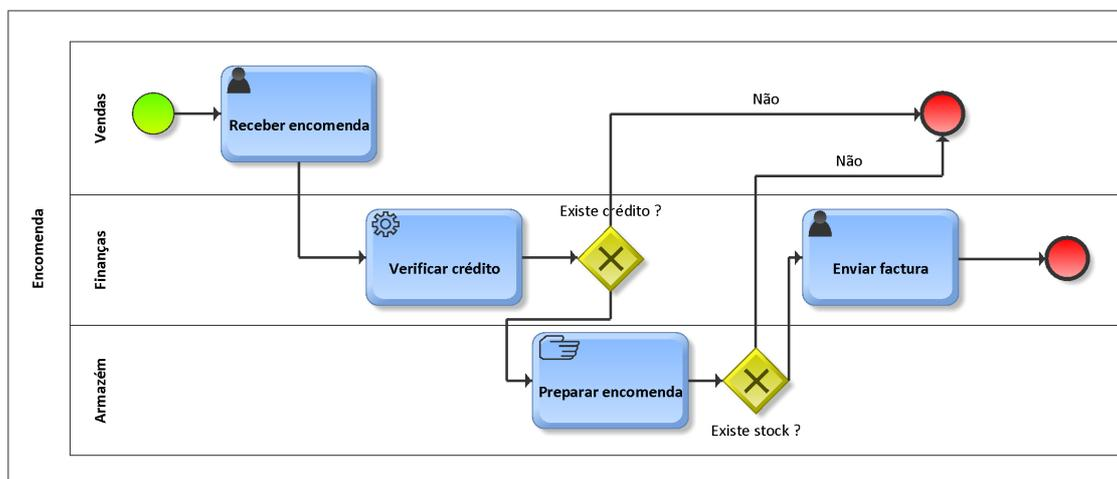 Encomenda
Vendas
Receber encomenda
Não
Não
Finanças
Existe crédito ?
Verificar crédito
Enviar factura
Armazém
Preparar encomenda
Existe stock ?